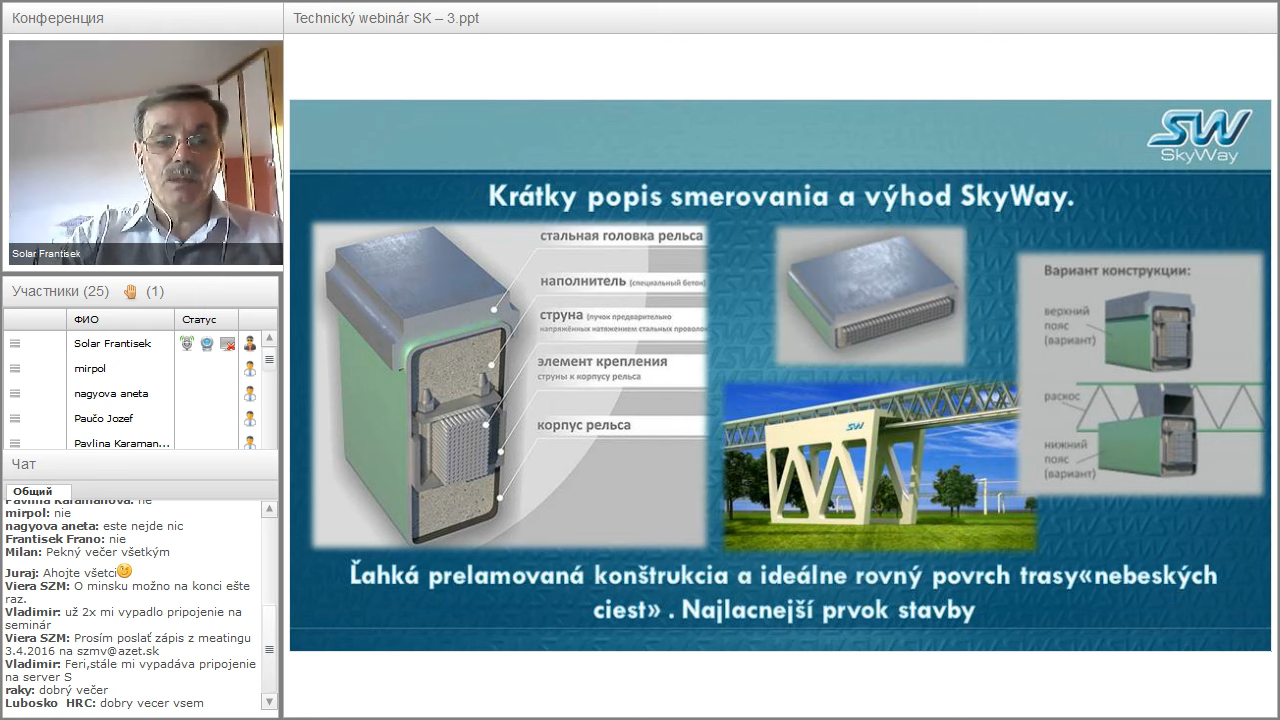 Конференция
Technický webinár SK – 3.ppt
Solar Frantisek
Участники (25) (1)
ФИО Статус
Solar Frantisek
mirpol
nagyova aneta
Paučo Jozef
Pavlina Karaman...
Чат
Общий
Pavlina Karamanova: nie
mirpol: nie
nagyova aneta: este nejde nic
Frantisek Frano: nie
Milan: Pekný večer všetkým
Juraj: Ahojte všetci
Viera SZM: O minsku možno na konci ešte
raz.
Vladimir: už 2x mi vypadlo pripojenie na
seminár
Viera SZM: Prosím poslať zápis z meatingu
3.4.2016 na szmv@azet.sk
Vladimir: Feri,stále mi vypadáva pripojenie
na server S
raky: dobrý večer
Lubosko HRC: dobry vecer vsem
SW
SkyWay
Krátky popis smerovania a výhod SkyWay.
стальная головка рельса
наполнитель (специальный бетон)
струна (пучок предварительно
напряжённых натяжением стальных проволок
элемент крепления
струны к корпусу рельса
корпус рельса
SW
Вариант конструкции:
верхний
пояс
(вариант)
раскос
нижний
пояс
(вариант)
Ľahká prelamovaná konštrukcia a ideálne rovný povrch trasy«nebeských
ciest» . Najlacnejší prvok stavby